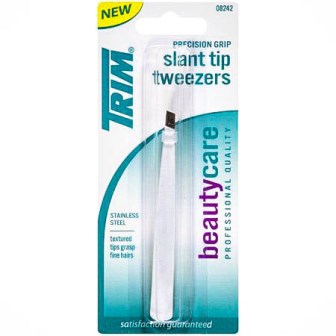 NEW
08242
PRECISION GRIP
slant tip
tweezers
TRIM®
beautycare
PROFESSIONAL QUALITY
STAINLESS
STEEL
textured
tips grasp
fine hairs
satisfaction guaranteed